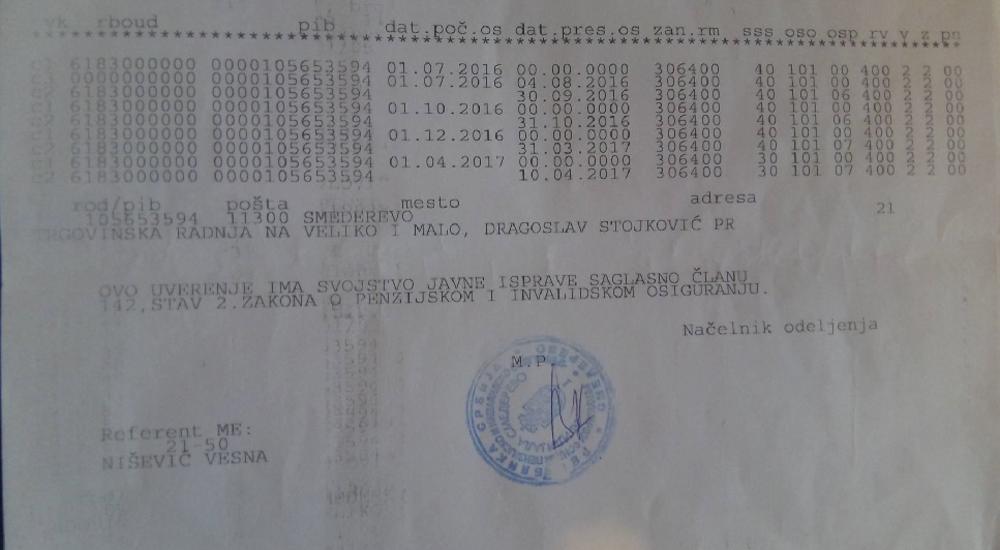 vk rboud pib dat.poč.os dat.pres.os zan.rm sss oso osp rv v z pn
6183000000 0000105653594 01.07.2016 00.00.0000 306400 40 101 00 400 2 2 00
0000000000 0000105653594 01.07.2016 04.08.2016 306400 40 101 00 400 2 2 00
6183000000 0000105653594 30.09.2016 306400 40 101 06 400 2 2 00
6183000000 0000105653594 01.10.2016 00.00.0000 306400 40 101 00 400 2 2 00
6183000000 0000105653594 31.10.2016 306400 40 101 06 400 2 2 00
6183000000 0000105653594 01.12.2016 00.00.0000 306400 40 101 00 400 2 2 00
6183000000 0000105653594 31.03.2017 306400 40 101 07 400 2 2 00
6183000000 0000105653594 01.04.2017 00.00.0000 306400 30 101 00 400 2 2 00
6183000000 0000105653594 10.04.2017 306400 30 101 07 400 2 2 00
rod/pib pošta mesto adresa
105653594 11300 SMEDEREVO 21
TRGOVINSKA RADNJA NA VELIKO I MALO, DRAGOSLAV STOJKOVIĆ PR
OVO UVERENJE IMA SVOJSTVO JAVNE ISPRAVE SAGLASNO ČLANU
142,STAV 2.ZAKONA O PENZIJSKOM I INVALIDSKOM OSIGURANJU.
Načelnik odeljenja
M.P.
Referent ME:
21-50
NIŠEVIĆ VESNA